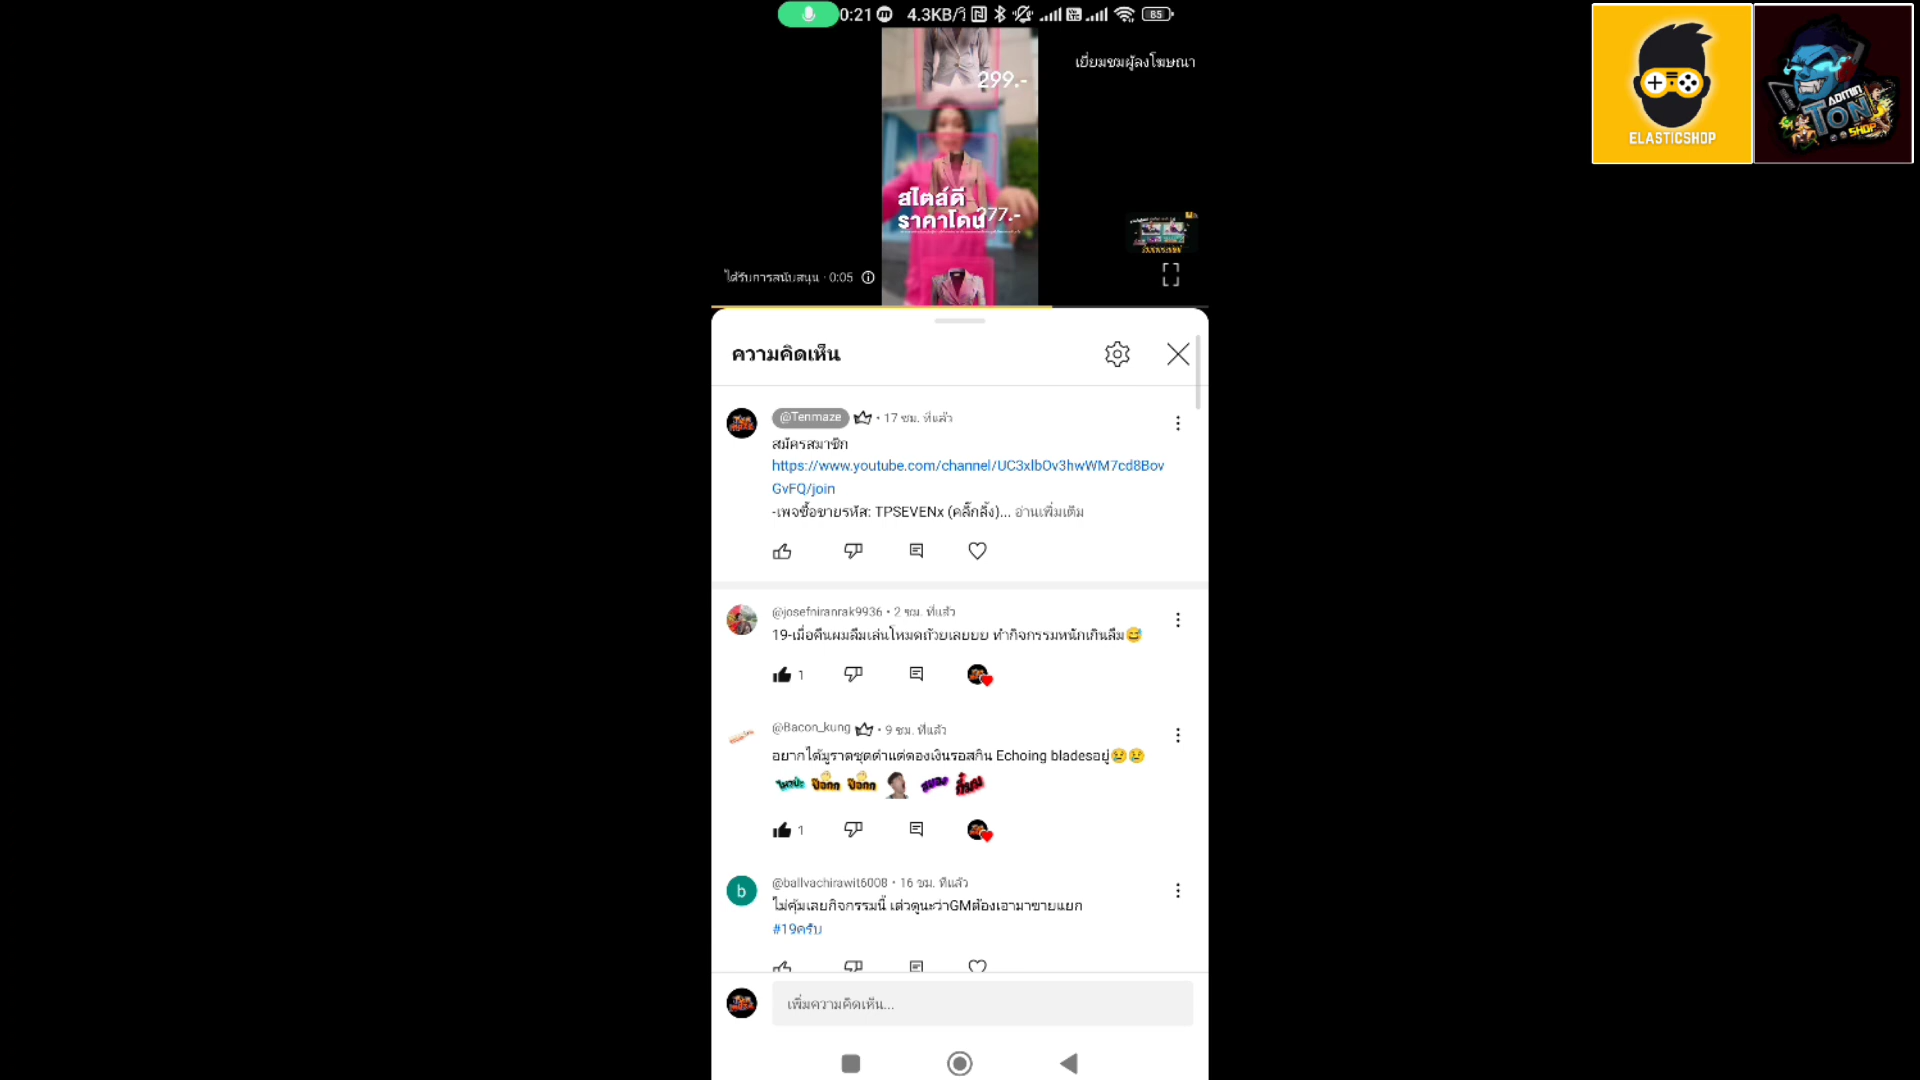 0:21
4.3KB/วิ
85
299.-
เยี่ยมชมผู้ลงโฆษณา
สไตล์ดี
ราคาโดน
277.-
ได้รับการสนับสนุน · 0:05
ELASTICSHOP
ADMIN
TON
SHOP
ความคิดเห็น
@Tenmaze · 17 ชม. ที่แล้ว
สมัครสมาชิก
https://www.youtube.com/channel/UC3xlbOv3hwWM7cd8Bov
GvFQ/join
-เพจซื้อขายรหัส: TPSEVENx (คลิ๊กลิ้ง)... อ่านเพิ่มเติม
@josefniranrak9936 • 2 ชม. ที่แล้ว
19-เมื่อคืนผมลืมเล่นโหมดถ้วยเลยยย ทำกิจกรรมหนักเกินลืม😅
1
@Bacon_kung • 9 ชม. ที่แล้ว
อยากได้มูราดชุดดำแต่ดองเงินรอสกิน Echoing bladesอยู่😢😢
1
b
@ballvachirawit6008 • 16 ชม. ที่แล้ว
ไม่คุ้มเลยกิจกรรมนี้ เดี๋วดูนะว่าGMต้องเอามาขายแยก
#19ครับ
เพิ่มความคิดเห็น...